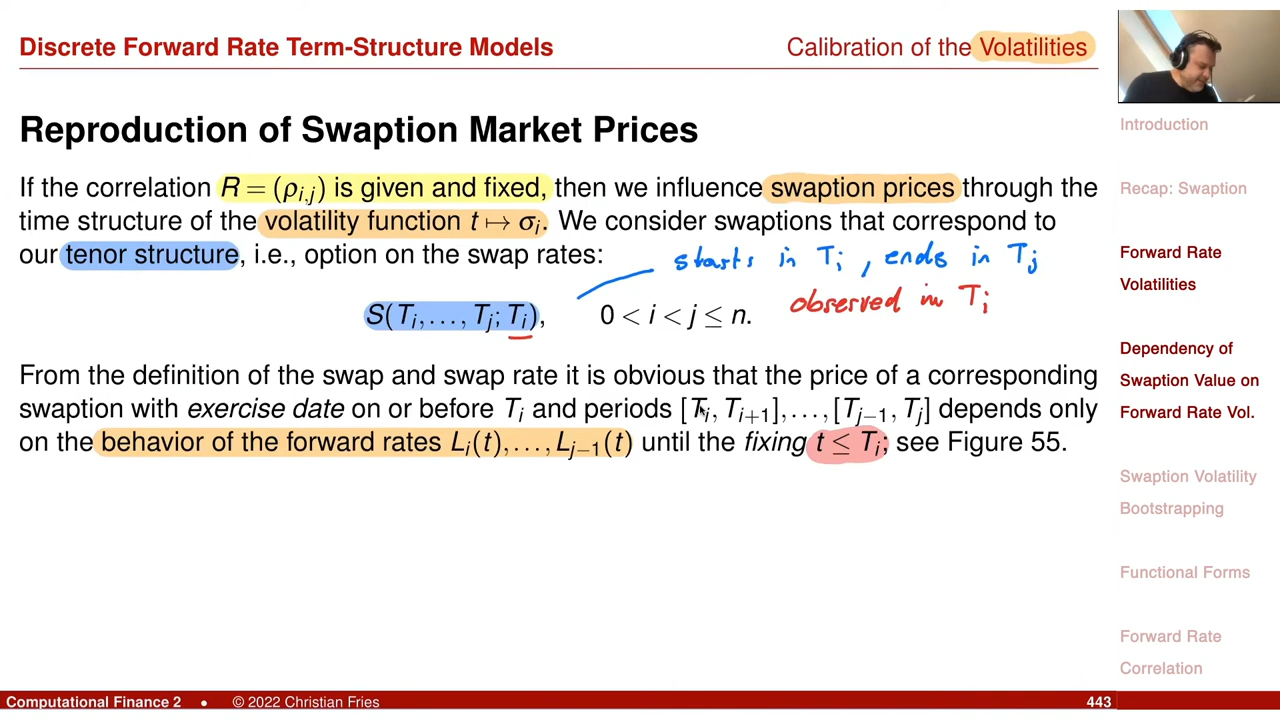 Discrete Forward Rate Term-Structure Models
Calibration of the Volatilities
Reproduction of Swaption Market Prices
If the correlation R = (ρi,j) is given and fixed, then we influence swaption prices through the
time structure of the volatility function t ↦ σi. We consider swaptions that correspond to
our tenor structure, i.e., option on the swap rates:
starts in Ti, ends in Tj
S(Ti,…,Tj; Ti), 0 < i < j ≤ n.
observed in Ti
From the definition of the swap and swap rate it is obvious that the price of a corresponding
swaption with exercise date on or before Ti and periods [Ti, Ti+1],…,[Tj−1, Tj] depends only
on the behavior of the forward rates Li(t),…,Lj−1(t) until the fixing t ≤ Ti; see Figure 55.
Introduction
Recap: Swaption
Forward Rate
Volatilities
Dependency of
Swaption Value on
Forward Rate Vol.
Swaption Volatility
Bootstrapping
Functional Forms
Forward Rate
Correlation
Computational Finance 2 • © 2022 Christian Fries
443